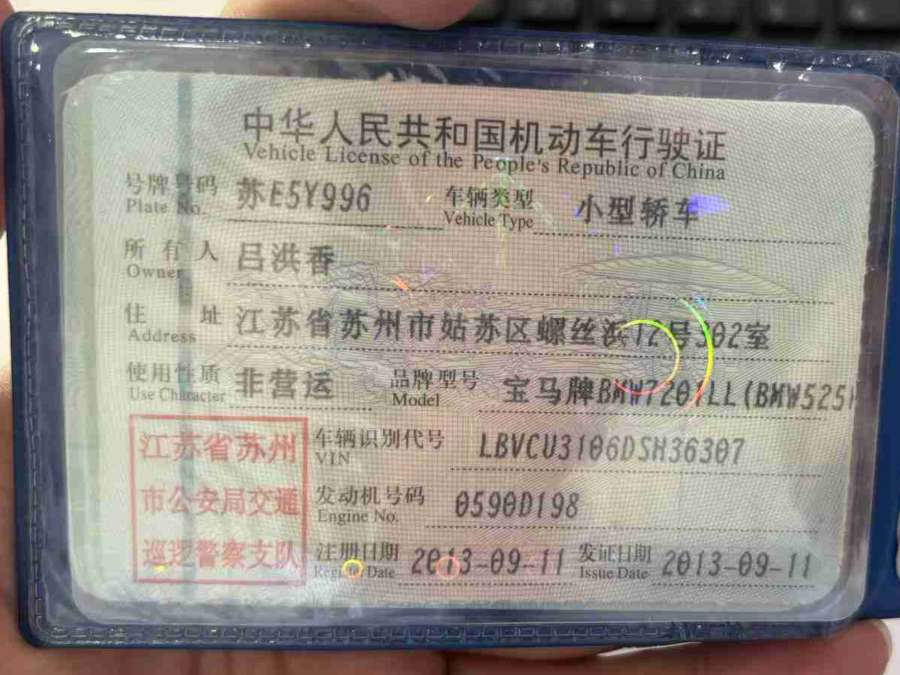 中华人民共和国机动车行驶证
Vehicle License of the People's Republic of China
号牌号码 苏E5Y996 车辆类型 小型轿车
Plate No. Vehicle Type
所有人 吕洪香
Owner
住址 江苏省苏州市姑苏区螺丝浜12号302室
Address
使用性质 非营运 品牌型号 宝马牌BMW7201LL(BMW525
Use Character Model
江苏省苏州 车辆识别代号 LBVCU3106DSH36307
VIN
市公安局交通 发动机号码 0590D198
Engine No.
巡逻警察支队 注册日期 2013-09-11 发证日期 2013-09-11
Register Date Issue Date